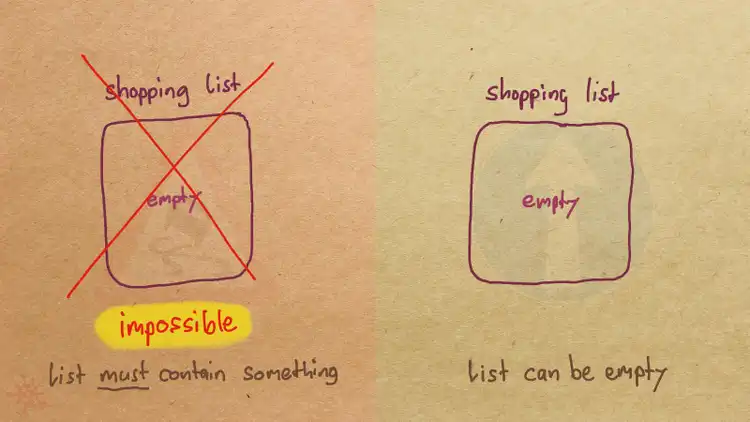 shopping list
empty
impossible
list must contain something
shopping list
empty
list can be empty